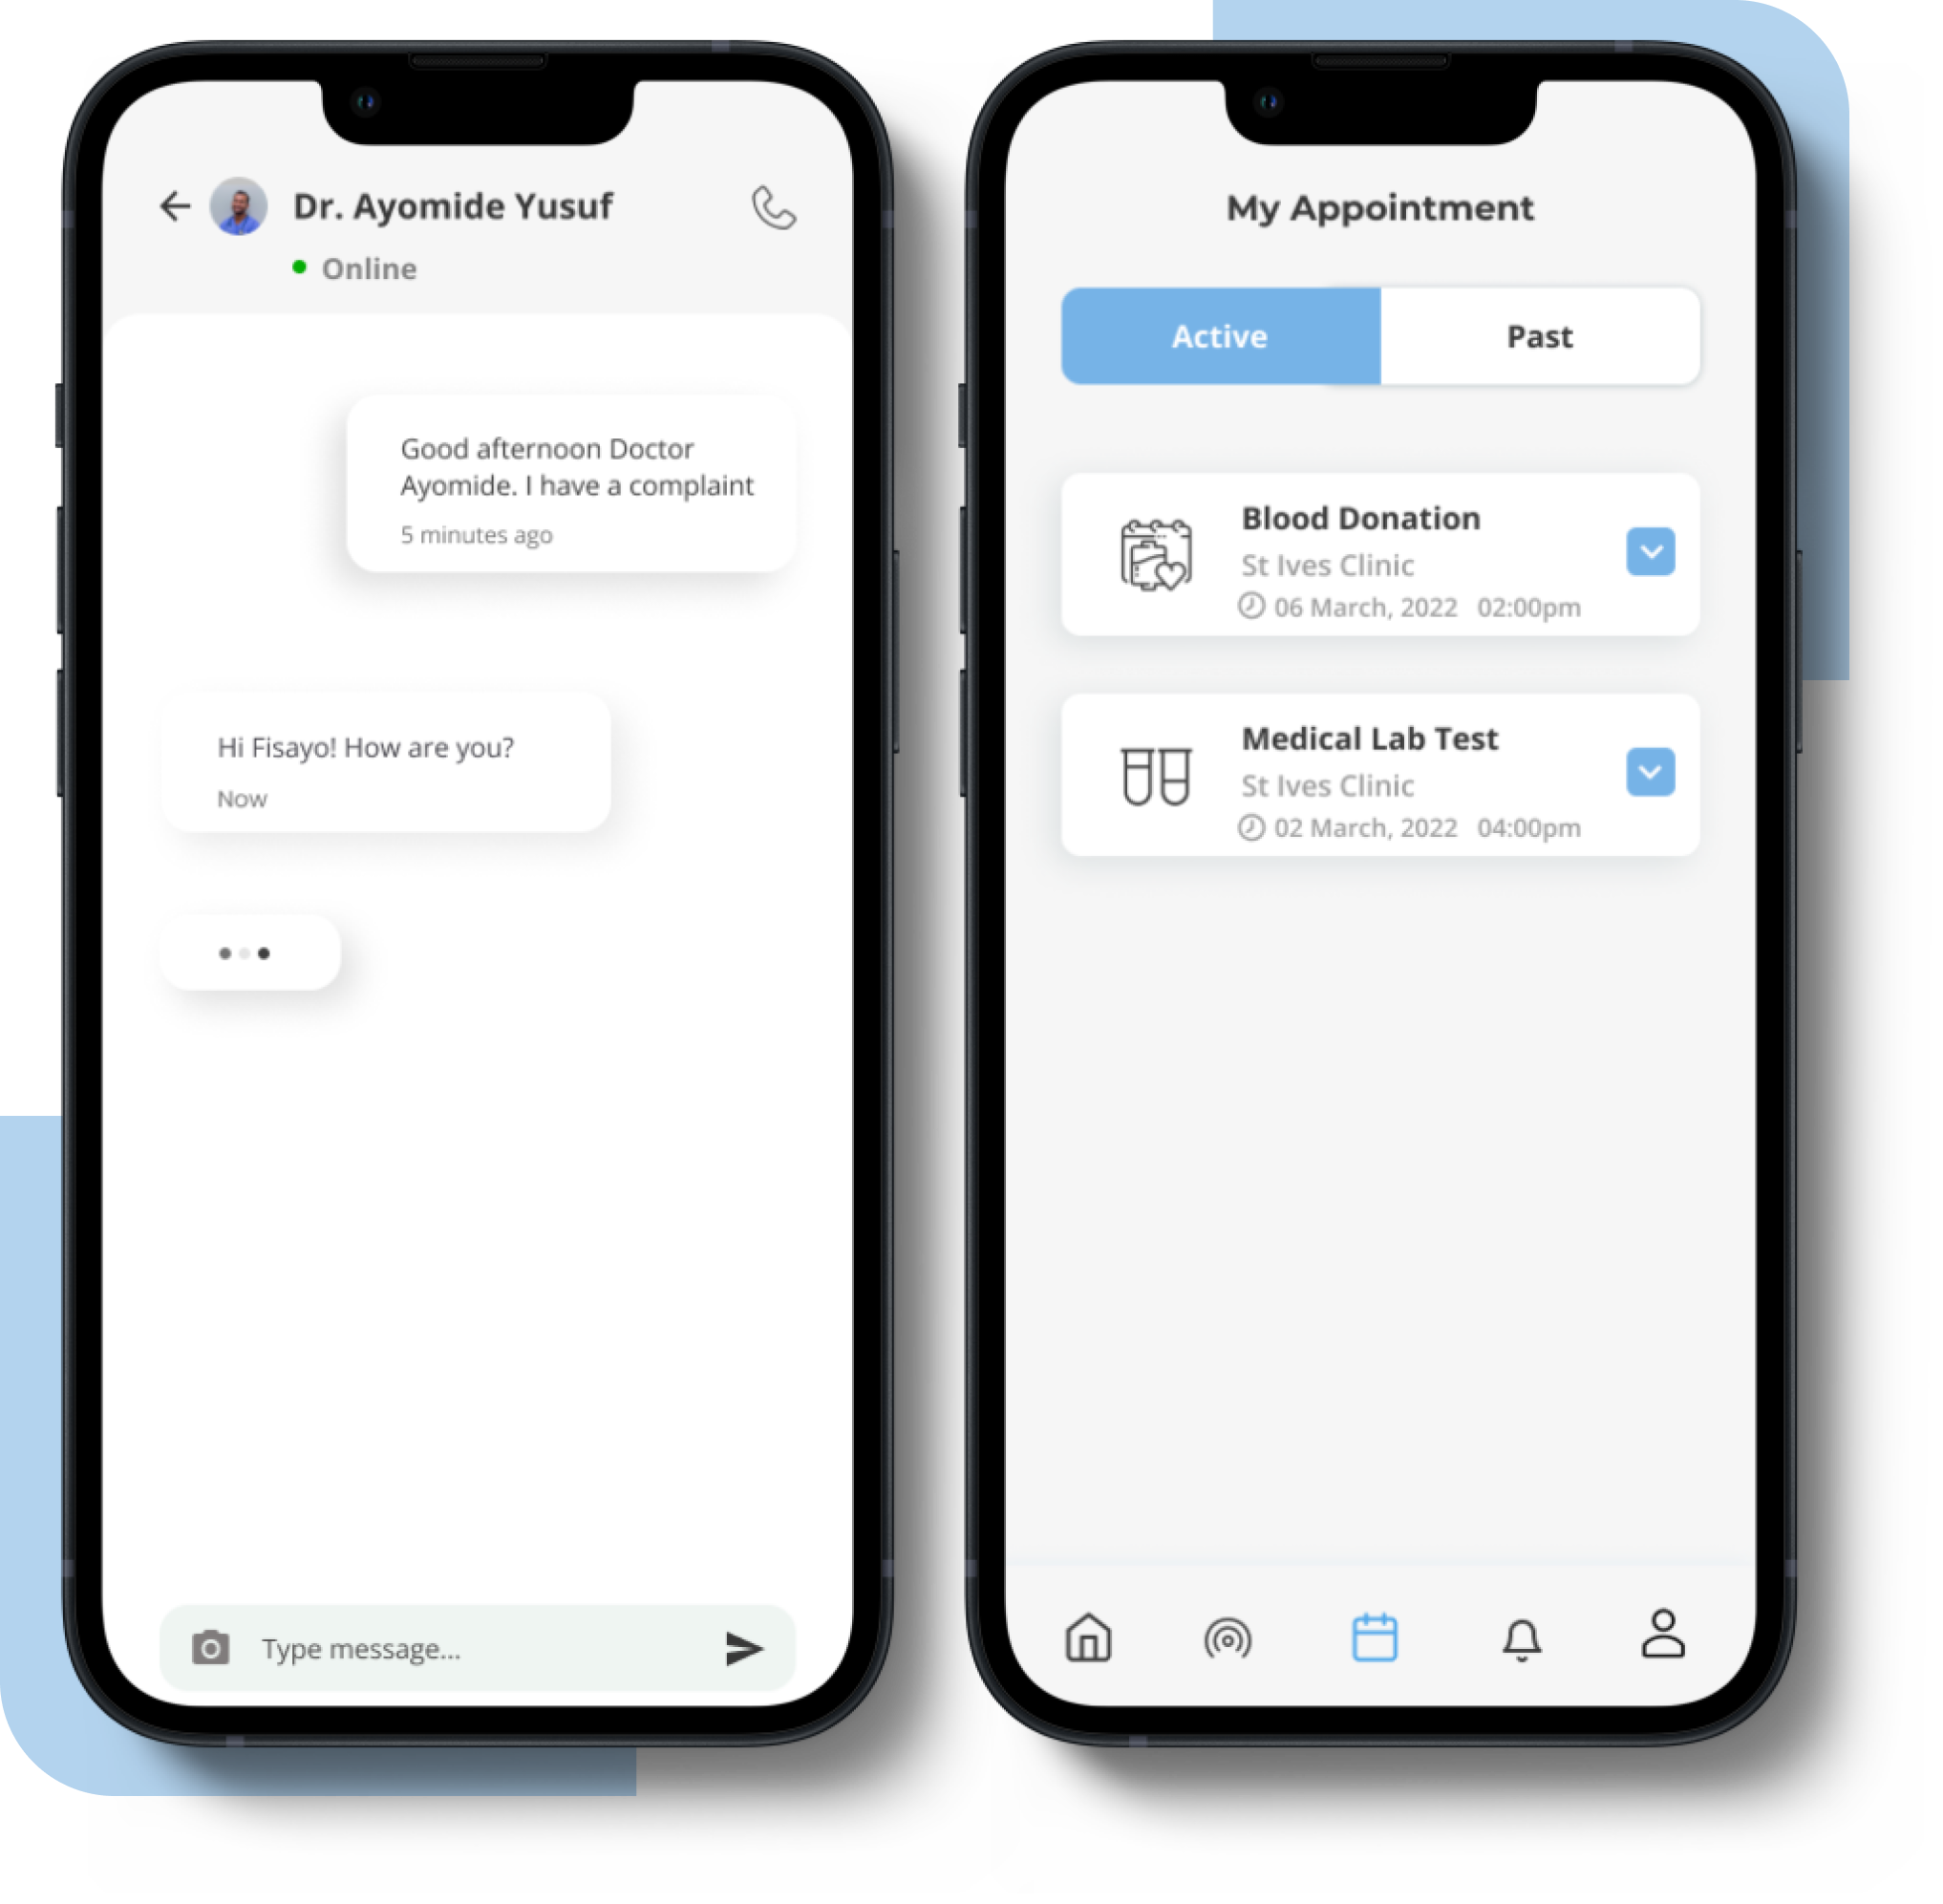 Dr. Ayomide Yusuf
Online
Good afternoon Doctor
Ayomide. I have a complaint
5 minutes ago
Hi Fisayo! How are you?
Now
Type message...
My Appointment
Active
Past
Blood Donation
St Ives Clinic
06 March, 2022 02:00pm
Medical Lab Test
St Ives Clinic
02 March, 2022 04:00pm